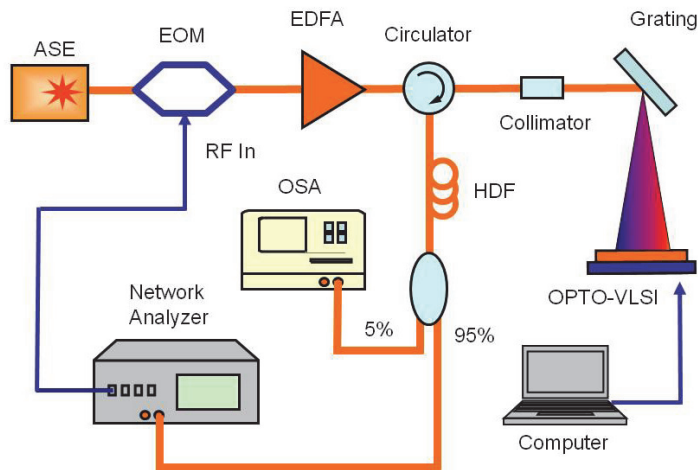 ASE
EOM
EDFA
Circulator
Grating
Collimator
RF In
OSA
HDF
OPTO-VLSI
Network
Analyzer
5%
95%
Computer